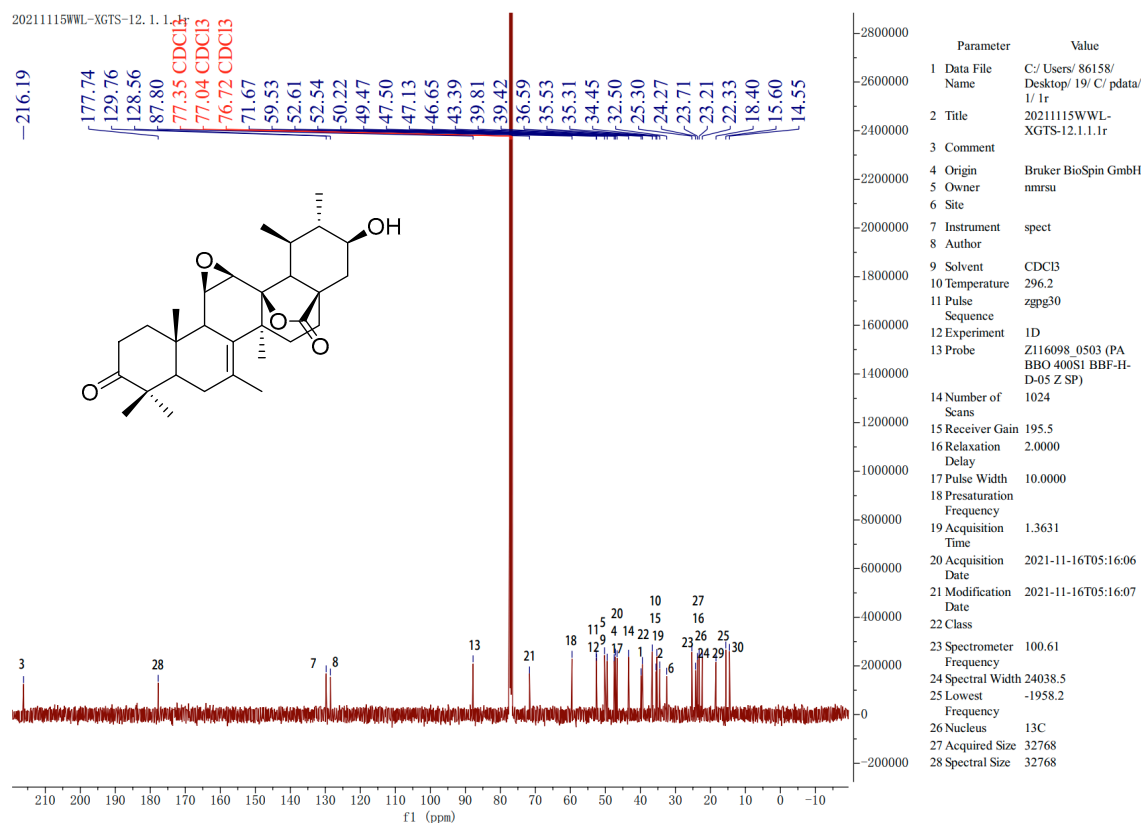 20211115WWL-XGTS-12.1.1.1r
216.19
177.74
129.76
128.56
87.80
77.35 CDCl3
77.04 CDCl3
76.72 CDCl3
71.67
59.53
52.61
52.54
50.22
49.47
47.50
47.13
46.65
43.39
39.81
39.42
36.59
35.53
35.31
34.45
32.50
25.30
24.27
23.71
23.21
22.33
18.40
15.60
14.55
OH
O
O
O
O
3
28
7
8
13
21
18
11
12
5
9
20
4
17
14
1
22
10
15
19
2
6
23
27
16
26
24
29
25
30
2800000
2600000
2400000
2200000
2000000
1800000
1600000
1400000
1200000
1000000
800000
600000
400000
200000
0
-200000
210 200 190 180 170 160 150 140 130 120 110 100 90 80 70 60 50 40 30 20 10 0 -10
f1 (ppm)
Parameter Value
1 Data File C:/ Users/ 86158/
Name Desktop/ 19/ C/ pdata/
1/ 1r
2 Title 20211115WWL-
XGTS-12.1.1.1r
3 Comment
4 Origin Bruker BioSpin GmbH
5 Owner nmrsu
6 Site
7 Instrument spect
8 Author
9 Solvent CDCl3
10 Temperature 296.2
11 Pulse zgpg30
Sequence
12 Experiment 1D
13 Probe Z116098_0503 (PA
BBO 400S1 BBF-H-
D-05 Z SP)
14 Number of 1024
Scans
15 Receiver Gain 195.5
16 Relaxation 2.0000
Delay
17 Pulse Width 10.0000
18 Presaturation
Frequency
19 Acquisition 1.3631
Time
20 Acquisition 2021-11-16T05:16:06
Date
21 Modification 2021-11-16T05:16:07
Date
22 Class
23 Spectrometer 100.61
Frequency
24 Spectral Width 24038.5
25 Lowest -1958.2
Frequency
26 Nucleus 13C
27 Acquired Size 32768
28 Spectral Size 32768